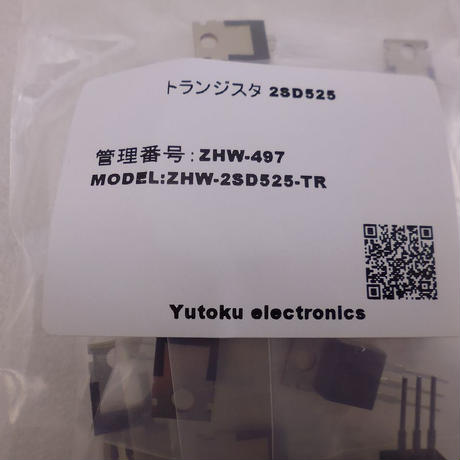 トランジスタ 2SD525
管理番号:ZHW-497
MODEL:ZHW-2SD525-TR
Yutoku electronics